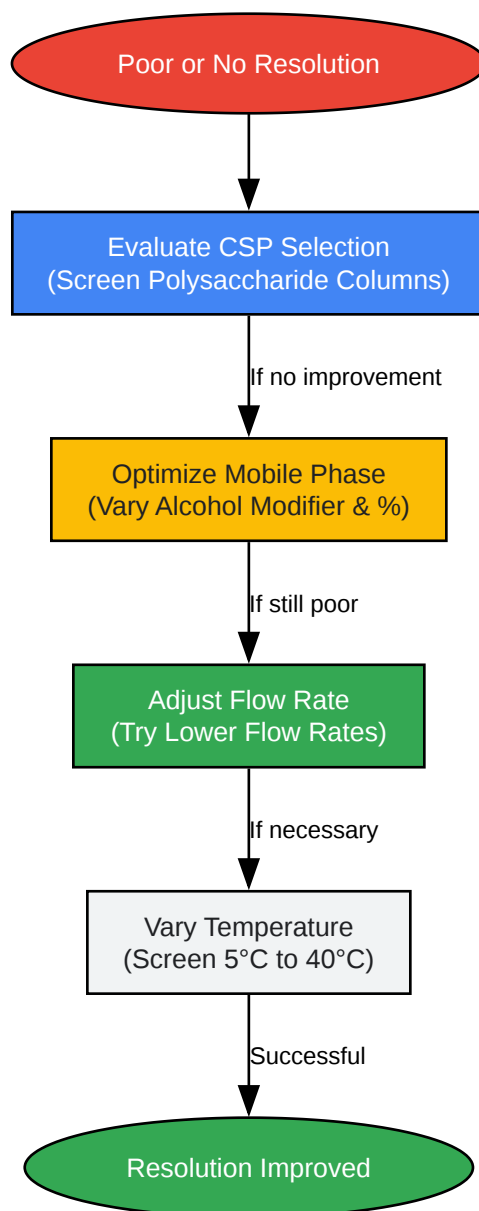 Poor or No Resolution
Evaluate CSP Selection
(Screen Polysaccharide Columns)
If no improvement
Optimize Mobile Phase
(Vary Alcohol Modifier & %)
If still poor
Adjust Flow Rate
(Try Lower Flow Rates)
If necessary
Vary Temperature
(Screen 5°C to 40°C)
Successful
Resolution Improved